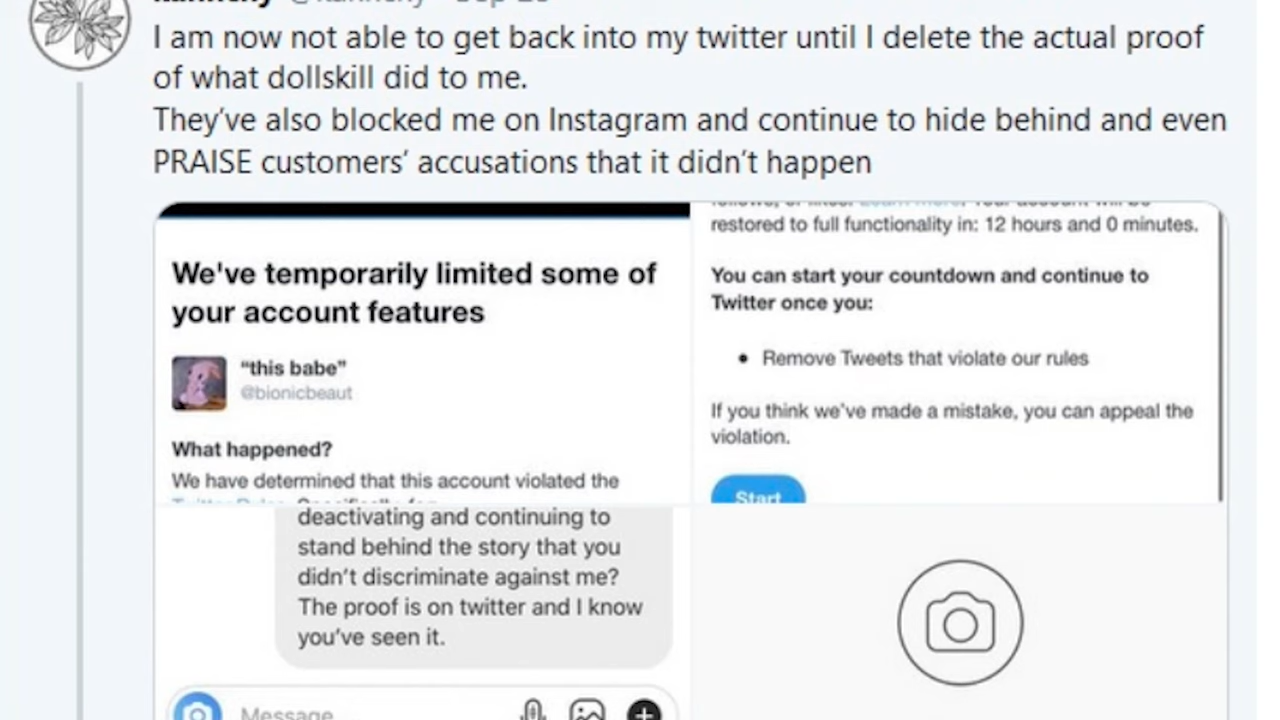 I am now not able to get back into my twitter until I delete the actual proof
of what dollskill did to me.
They've also blocked me on Instagram and continue to hide behind and even
PRAISE customers' accusations that it didn't happen
We've temporarily limited some of
your account features
"this babe"
@bionicbeaut
What happened?
We have determined that this account violated the
restored to full functionality in: 12 hours and 0 minutes.
You can start your countdown and continue to
Twitter once you:
• Remove Tweets that violate our rules
If you think we've made a mistake, you can appeal the
violation.
Start
deactivating and continuing to
stand behind the story that you
didn't discriminate against me?
The proof is on twitter and I know
you've seen it.
Message...